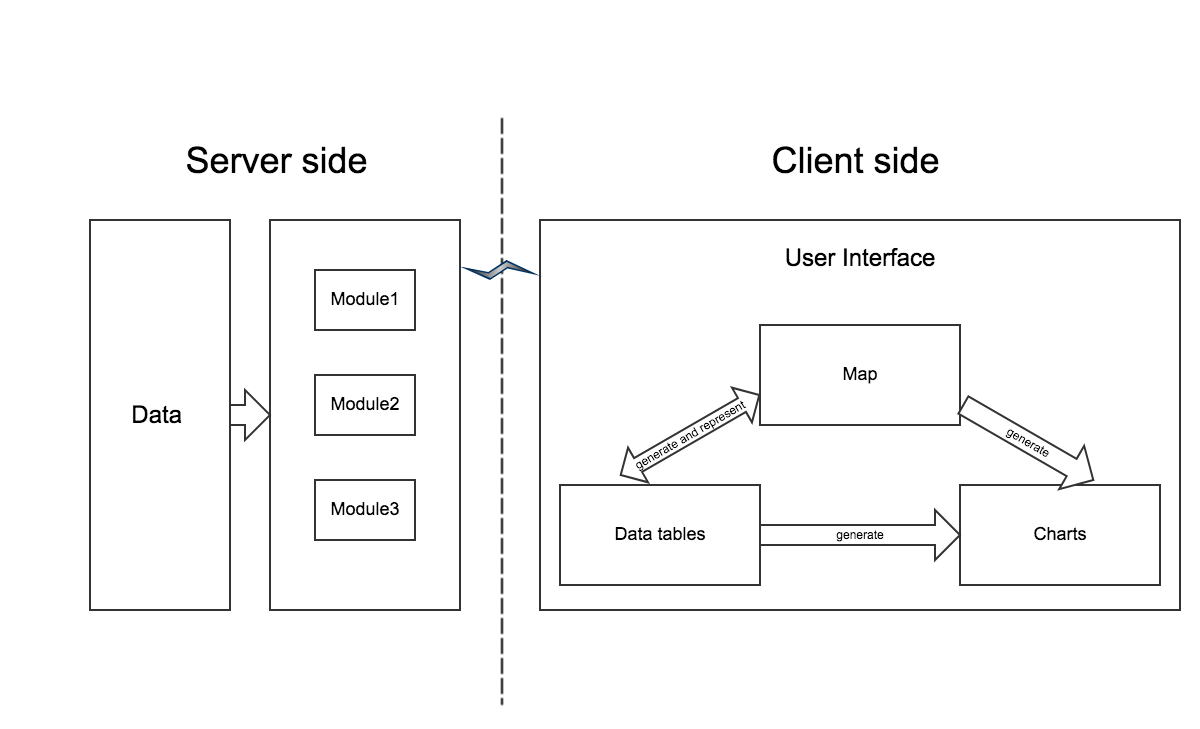 Server side
Client side
Data
Module1
Module2
Module3
User Interface
Map
generate and represent
generate
Data tables
generate
Charts